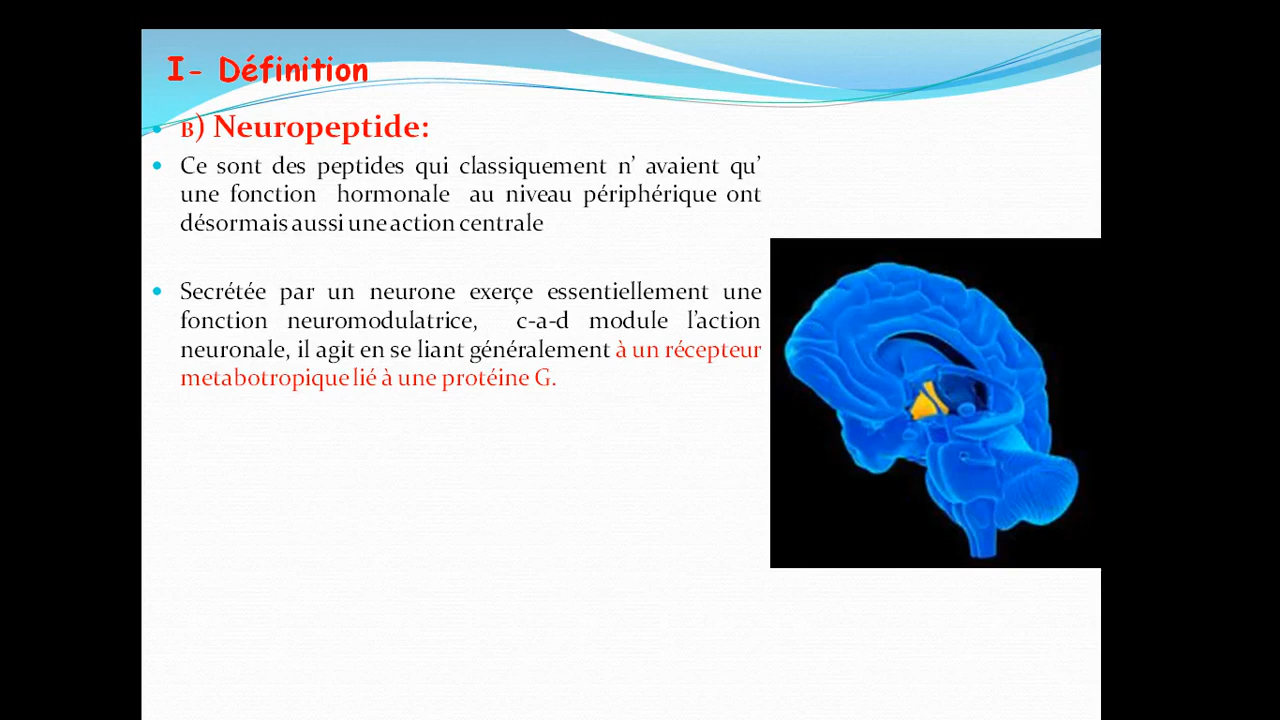 I- Définition
B) Neuropeptide:
Ce sont des peptides qui classiquement n’ avaient qu’
une fonction hormonale au niveau périphérique ont
désormais aussi une action centrale
Secrétée par un neurone exerçe essentiellement une
fonction neuromodulatrice, c-a-d module l’action
neuronale, il agit en se liant généralement à un récepteur
metabotropique lié à une protéine G.